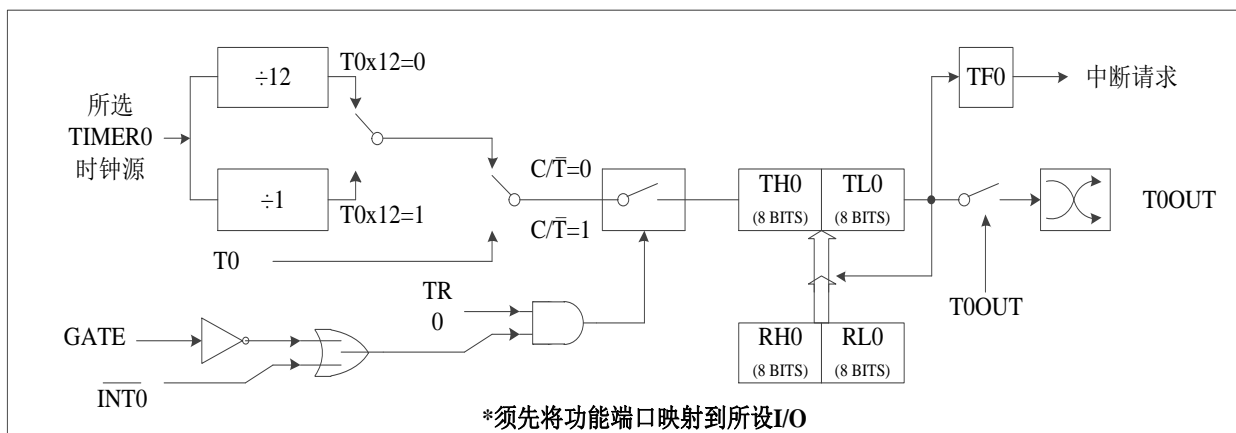 ÷12
T0x12=0
所选
TIMER0
时钟源
÷1
T0x12=1
T0
C/T̅=0
C/T̅=1
TH0
(8 BITS)
TL0
(8 BITS)
TF0
中断请求
T0OUT
T0OUT
RH0
(8 BITS)
RL0
(8 BITS)
TR
0
GATE
I̅N̅T̅0̅
*须先将功能端口映射到所设I/O